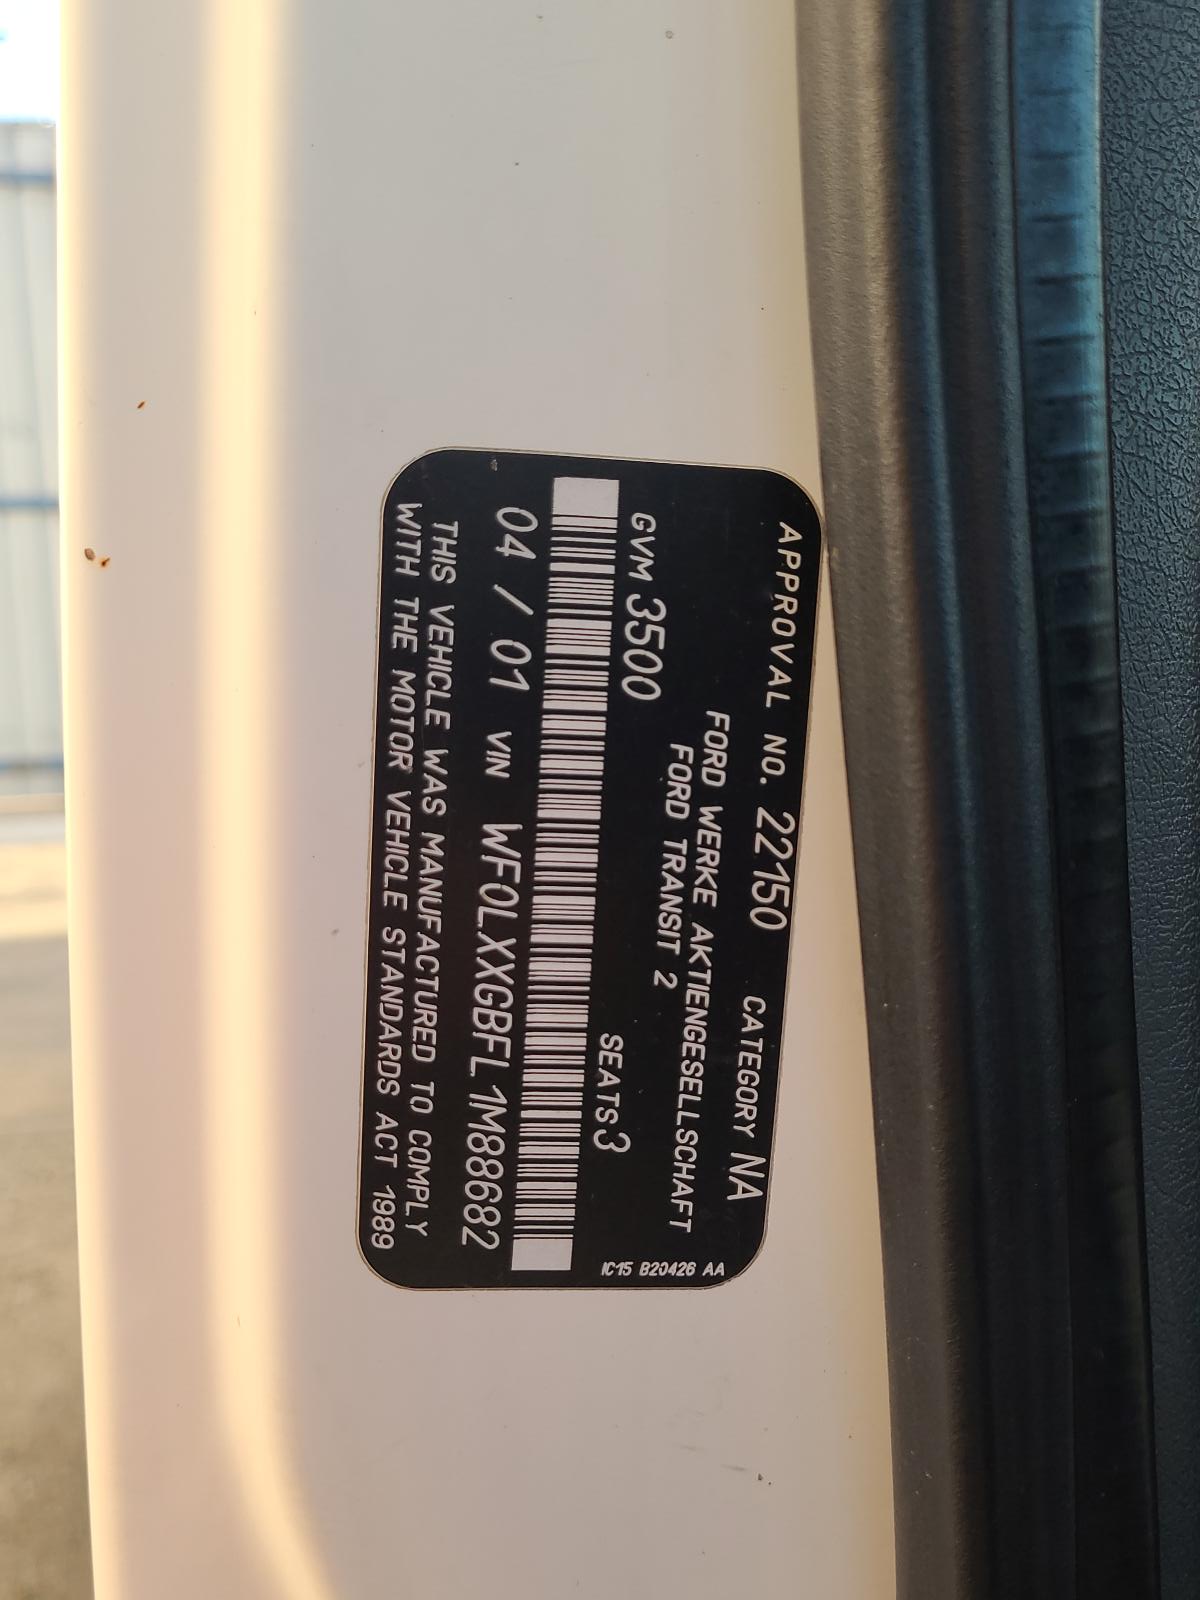 APPROVAL NO. 22150 CATEGORY NA
FORD WERKE AKTIENGESELLSCHAFT
FORD TRANSIT 2
GVM 3500 SEATS 3
04 / 01 VIN WF0LXXGBFL1M88682
THIS VEHICLE WAS MANUFACTURED TO COMPLY
WITH THE MOTOR VEHICLE STANDARDS ACT 1989
IC15 B20426 AA